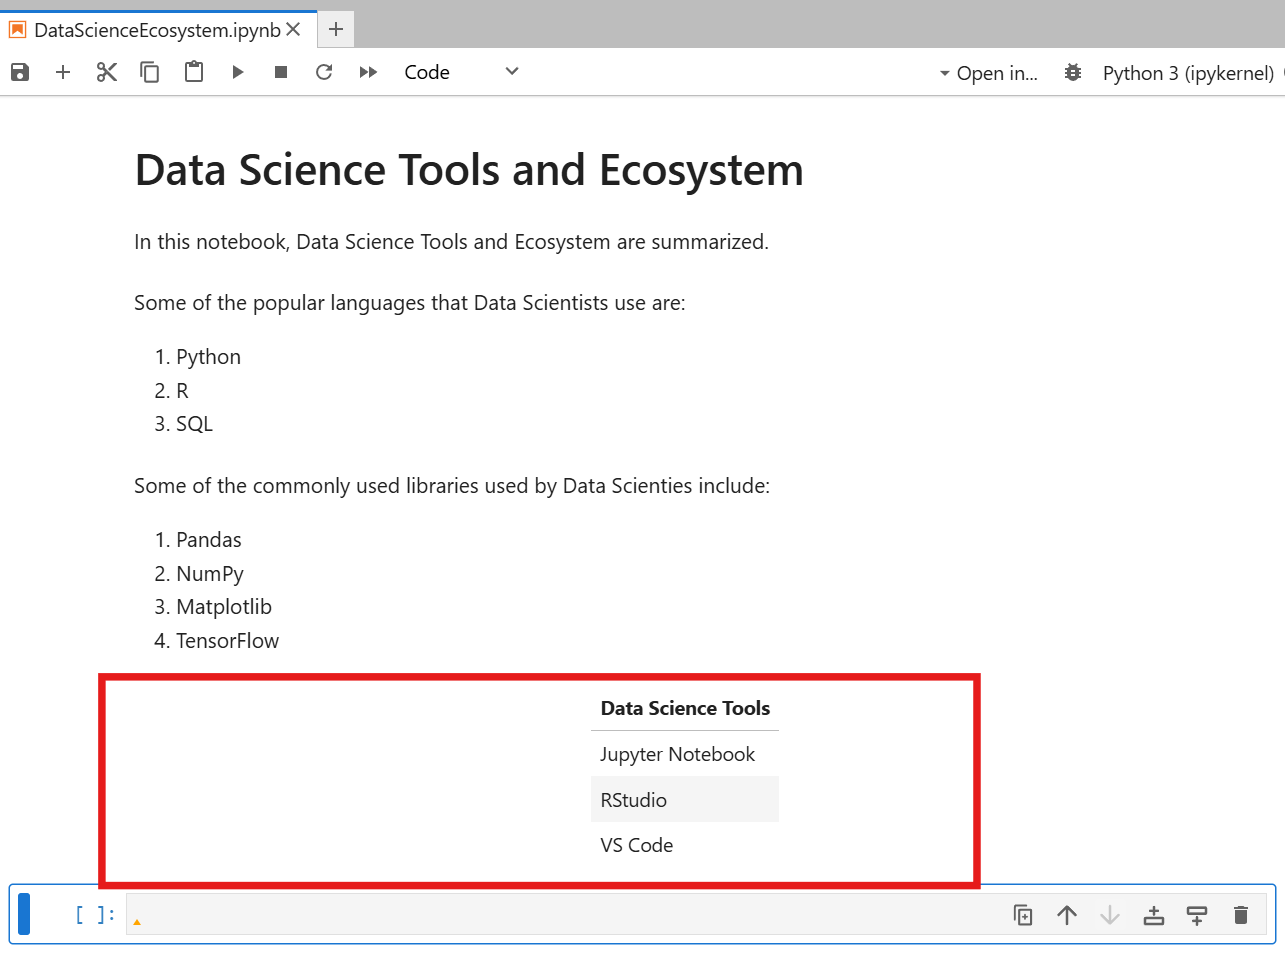 DataScienceEcosystem.ipynb
Code
Open in...
Python 3 (ipykernel)
Data Science Tools and Ecosystem
In this notebook, Data Science Tools and Ecosystem are summarized.
Some of the popular languages that Data Scientists use are:
1. Python
2. R
3. SQL
Some of the commonly used libraries used by Data Scienties include:
1. Pandas
2. NumPy
3. Matplotlib
4. TensorFlow
Data Science Tools
Jupyter Notebook
RStudio
VS Code
[ ]: